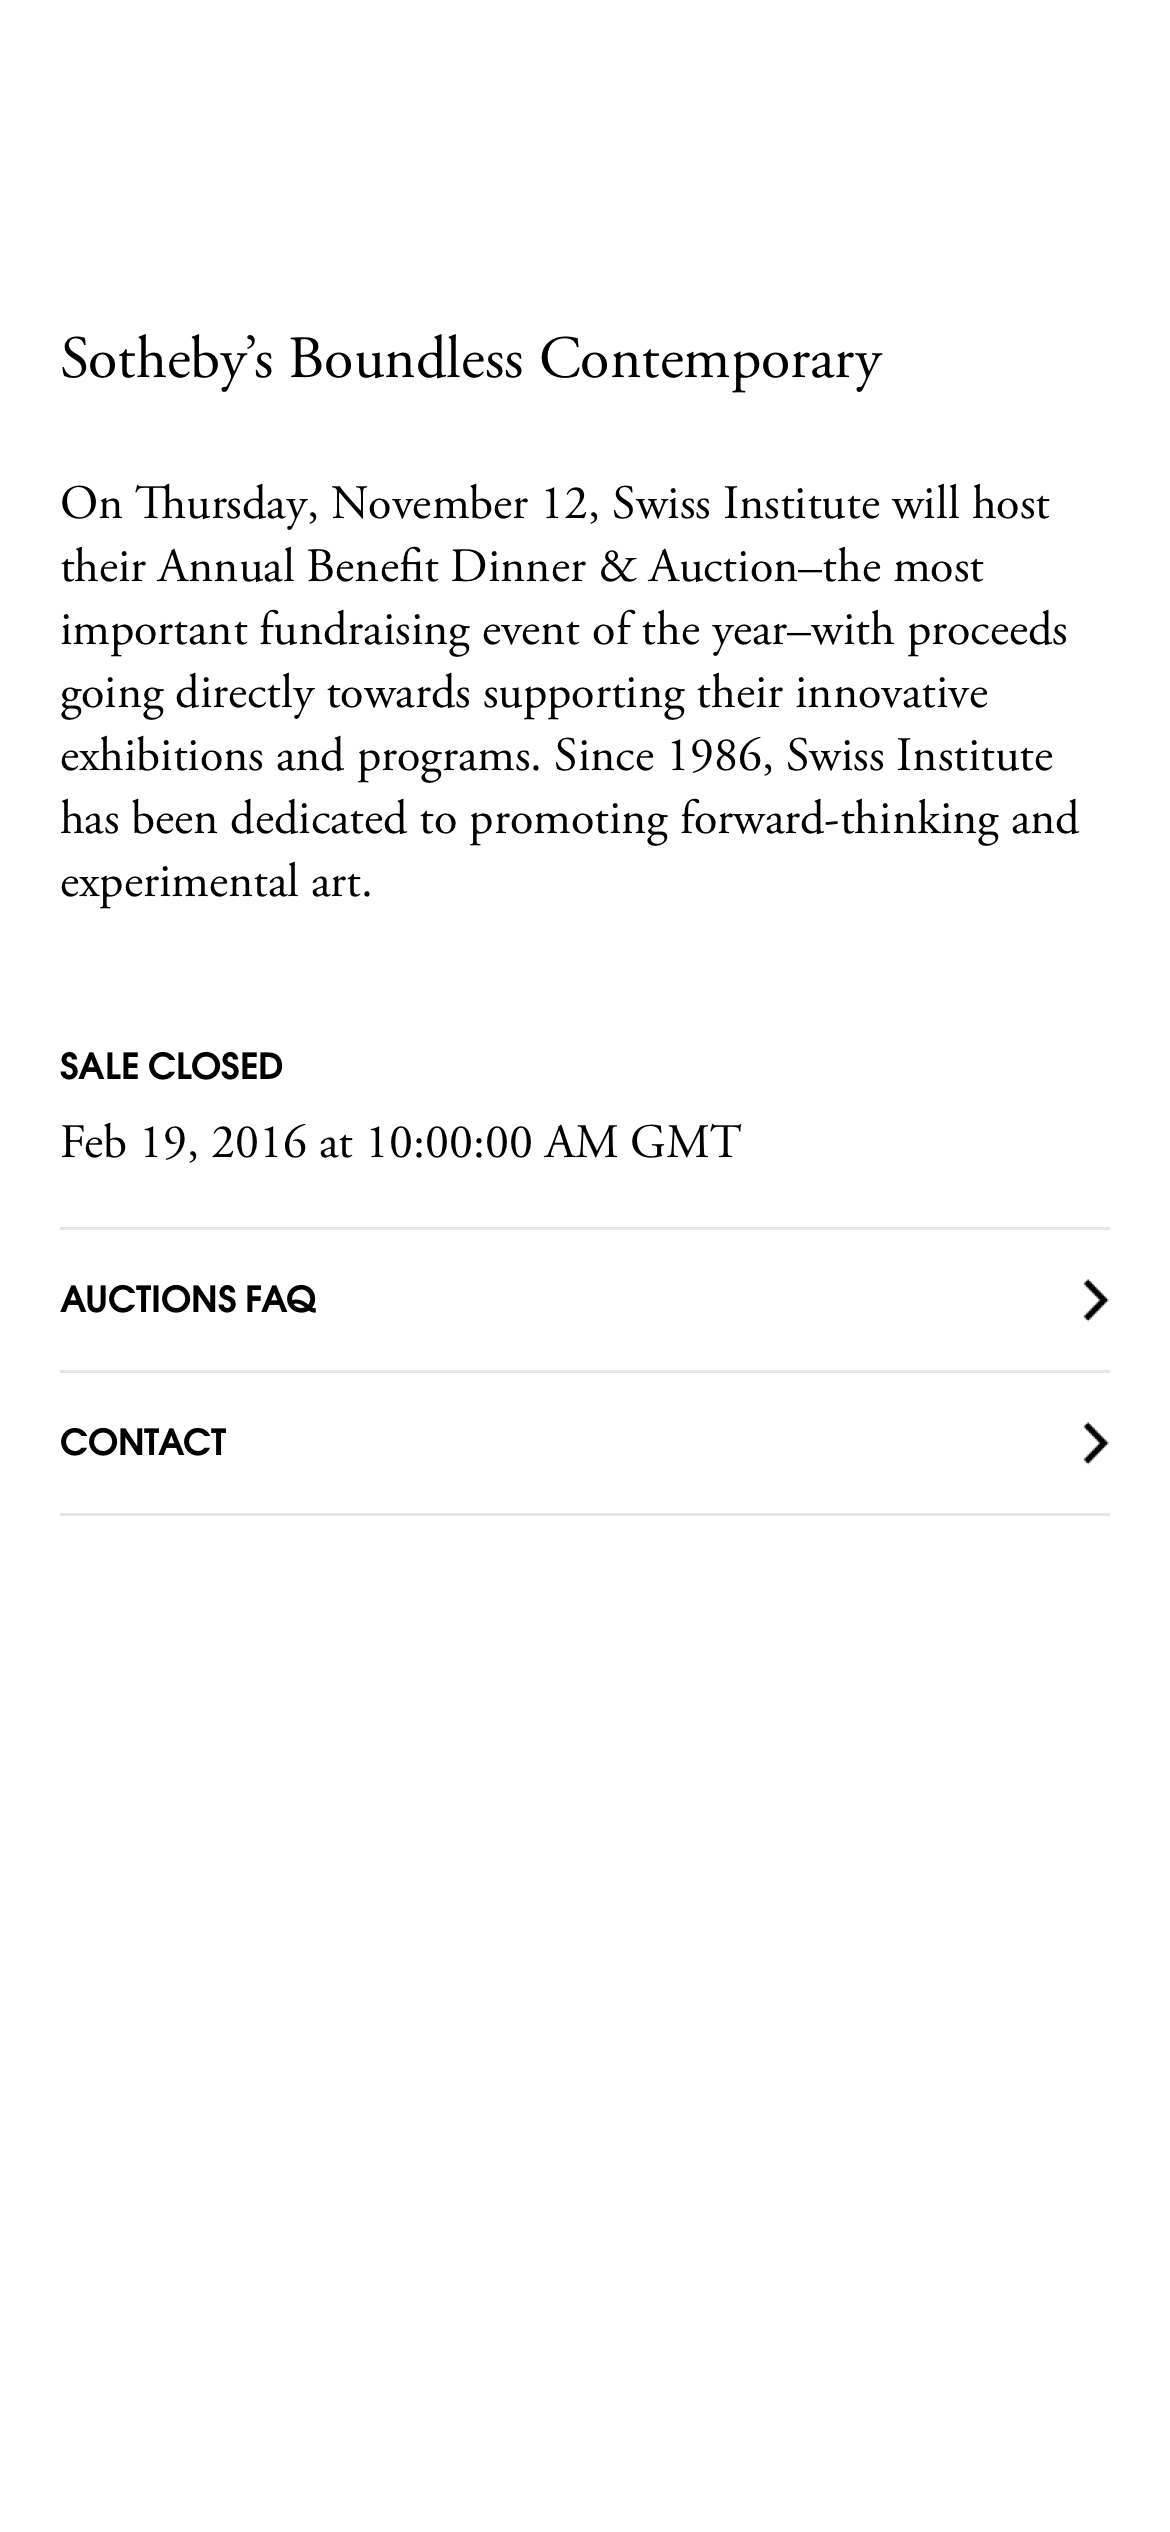 Sotheby’s Boundless Contemporary
On Thursday, November 12, Swiss Institute will host
their Annual Benefit Dinner & Auction–the most
important fundraising event of the year–with proceeds
going directly towards supporting their innovative
exhibitions and programs. Since 1986, Swiss Institute
has been dedicated to promoting forward-thinking and
experimental art.
SALE CLOSED
Feb 19, 2016 at 10:00:00 AM GMT
AUCTIONS FAQ
CONTACT